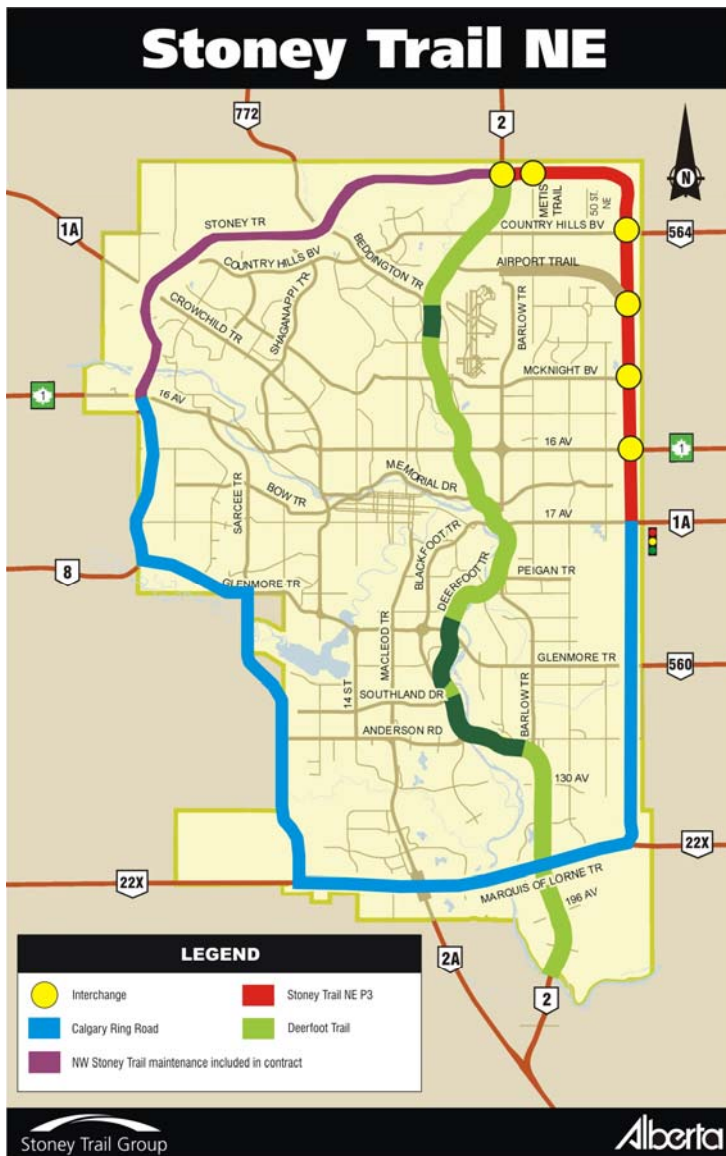 Stoney Trail NE
772
2
N
1A
STONEY TR
METIS TRAIL
50 ST. NE
COUNTRY HILLS BV
564
BEDDINGTON TR
COUNTRY HILLS BV
AIRPORT TRAIL
SHAGANAPPI TR
CROWCHILD TR
BARLOW TR
MCKNIGHT BV
1
16 AV
16 AV
1
MEMORIAL DR
BOW TR
SARCEE TR
17 AV
1A
BLACKFOOT TR
8
DEERFOOT TR
PEIGAN TR
GLENMORE TR
MACLEOD TR
GLENMORE TR
560
14 ST
SOUTHLAND DR
BARLOW TR
ANDERSON RD
130 AV
22X
22X
MARQUIS OF LORNE TR
196 AV
2A
2
LEGEND
Interchange
Stoney Trail NE P3
Calgary Ring Road
Deerfoot Trail
NW Stoney Trail maintenance included in contract
Stoney Trail Group
Alberta